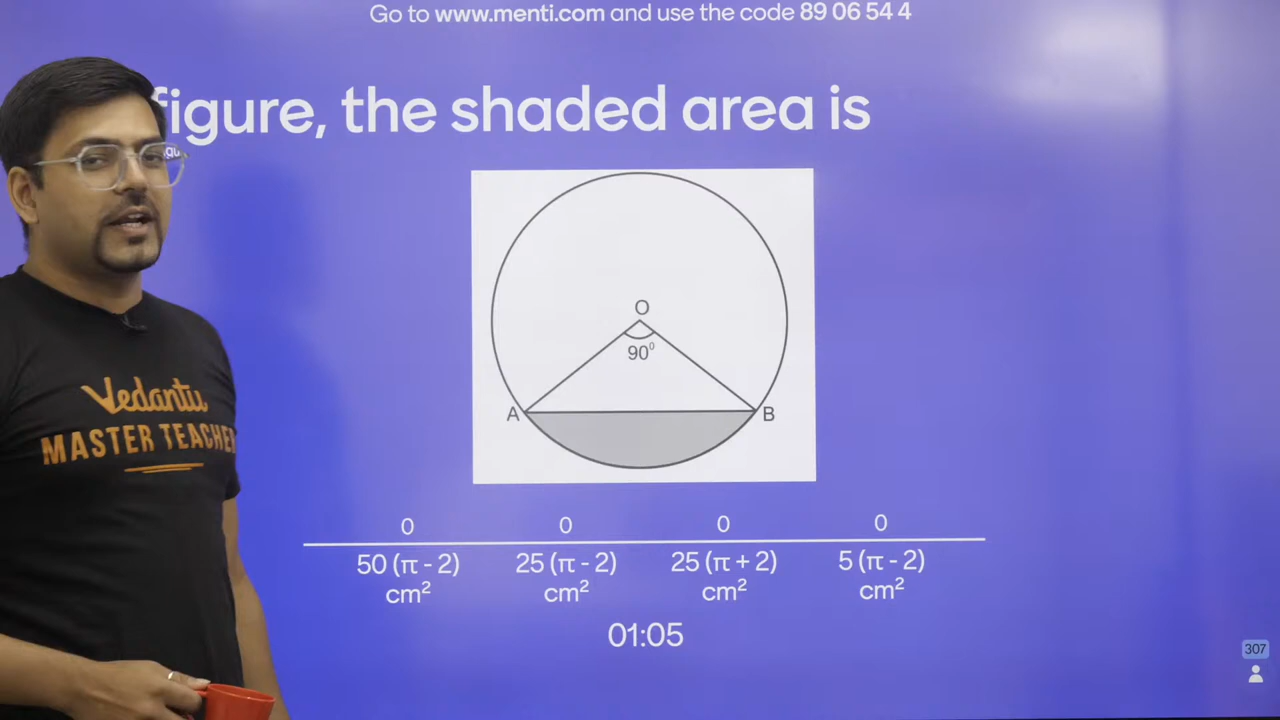 Go to www.menti.com and use the code 89 06 54 4
figure, the shaded area is
O
90⁰
A
B
0 0 0 0
50 (π - 2) 25 (π - 2) 25 (π + 2) 5 (π - 2)
cm² cm² cm² cm²
01:05
307
Vedantu
MASTER TEACHER